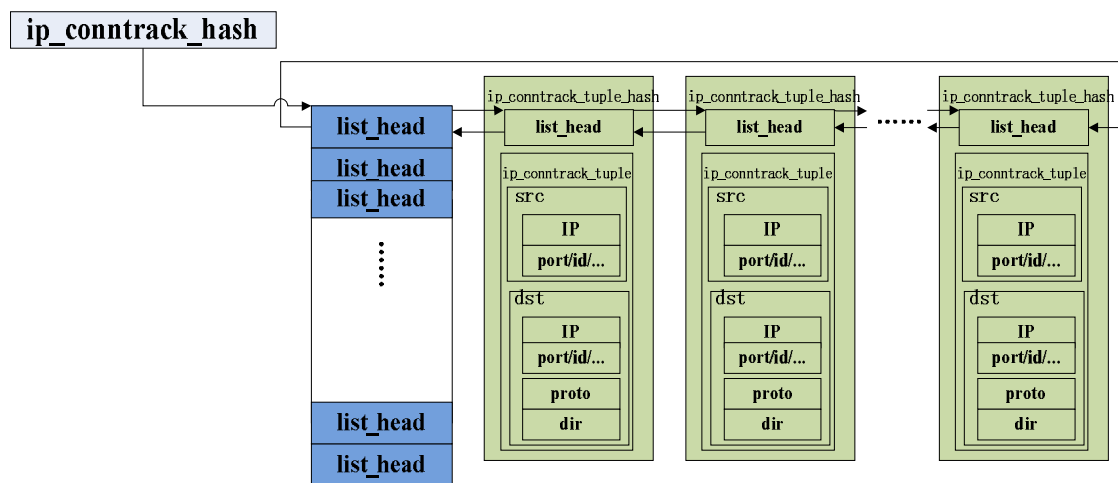 ip_conntrack_hash
list_head
list_head
list_head
......
list_head
list_head
ip_conntrack_tuple_hash
list_head
ip_conntrack_tuple
src
IP
port/id/...
dst
IP
port/id/...
proto
dir
ip_conntrack_tuple_hash
list_head
ip_conntrack_tuple
src
IP
port/id/...
dst
IP
port/id/...
proto
dir
......
ip_conntrack_tuple_hash
list_head
ip_conntrack_tuple
src
IP
port/id/...
dst
IP
port/id/...
proto
dir